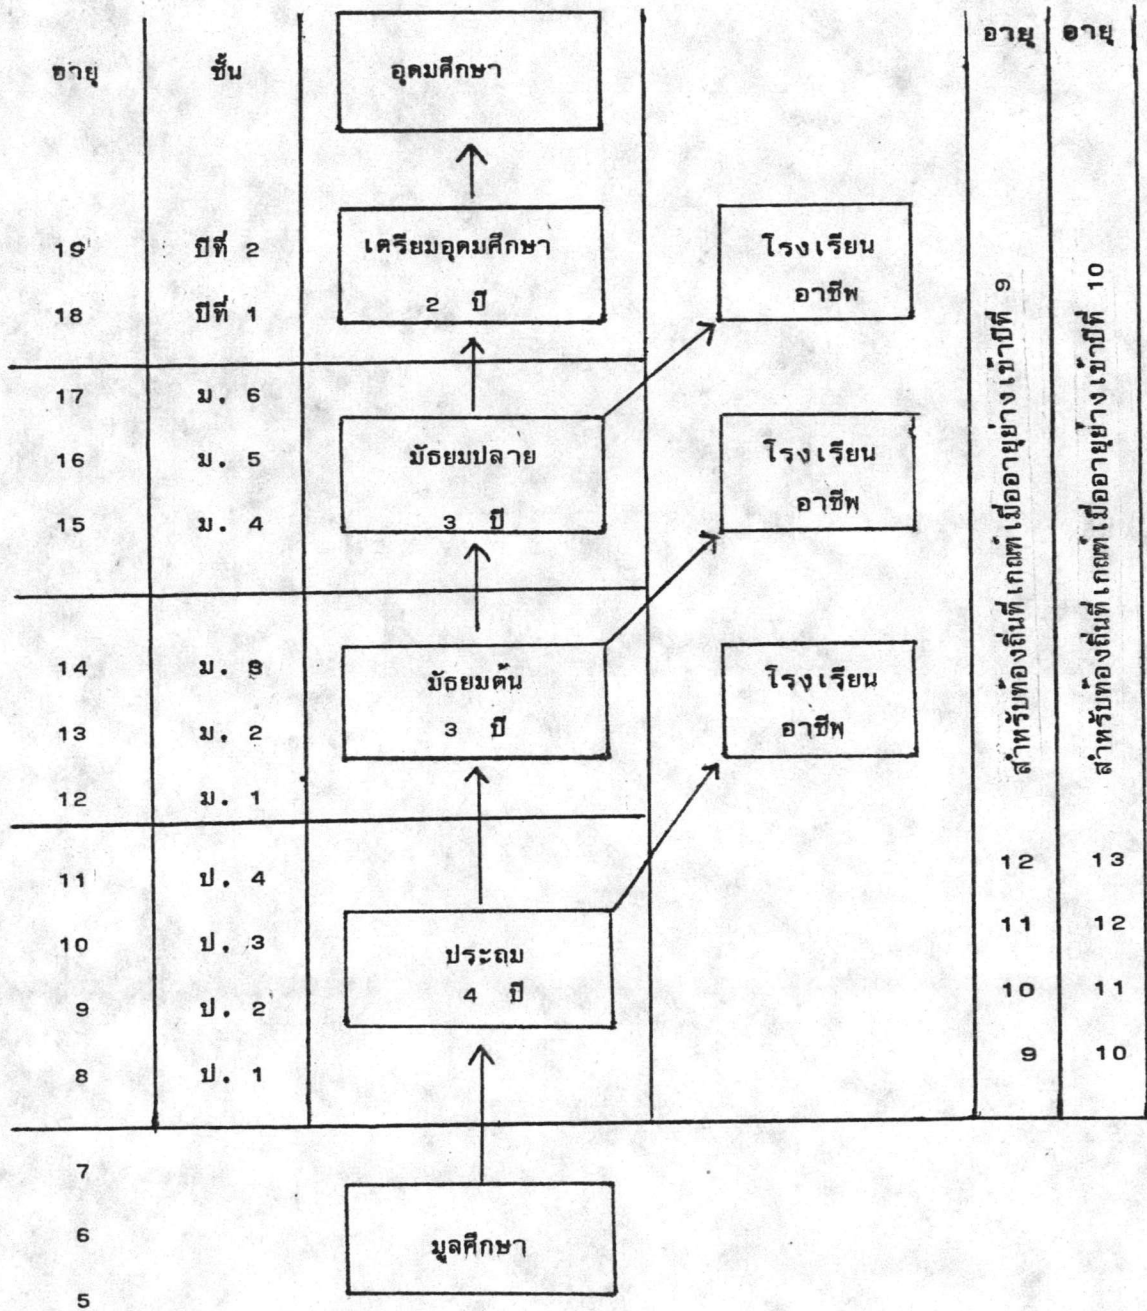 อายุ ชั้น อุดมศึกษา อายุ อายุ
19 ปีที่ 2 เตรียมอุดมศึกษา โรงเรียน
18 ปีที่ 1 2 ปี อาชีพ
17 ม. 6
16 ม. 5 มัธยมปลาย โรงเรียน
15 ม. 4 3 ปี อาชีพ
14 ม. 3 มัธยมต้น โรงเรียน
13 ม. 2 3 ปี อาชีพ
12 ม. 1
สำหรับท้องถิ่นที่เกณฑ์เมื่ออายุย่างเข้าปีที่ 9
สำหรับท้องถิ่นที่เกณฑ์เมื่ออายุย่างเข้าปีที่ 10
11 ป. 4 12 13
10 ป. 3 ประถม 11 12
9 ป. 2 4 ปี 10 11
8 ป. 1 9 10
7
6 มูลศึกษา
5